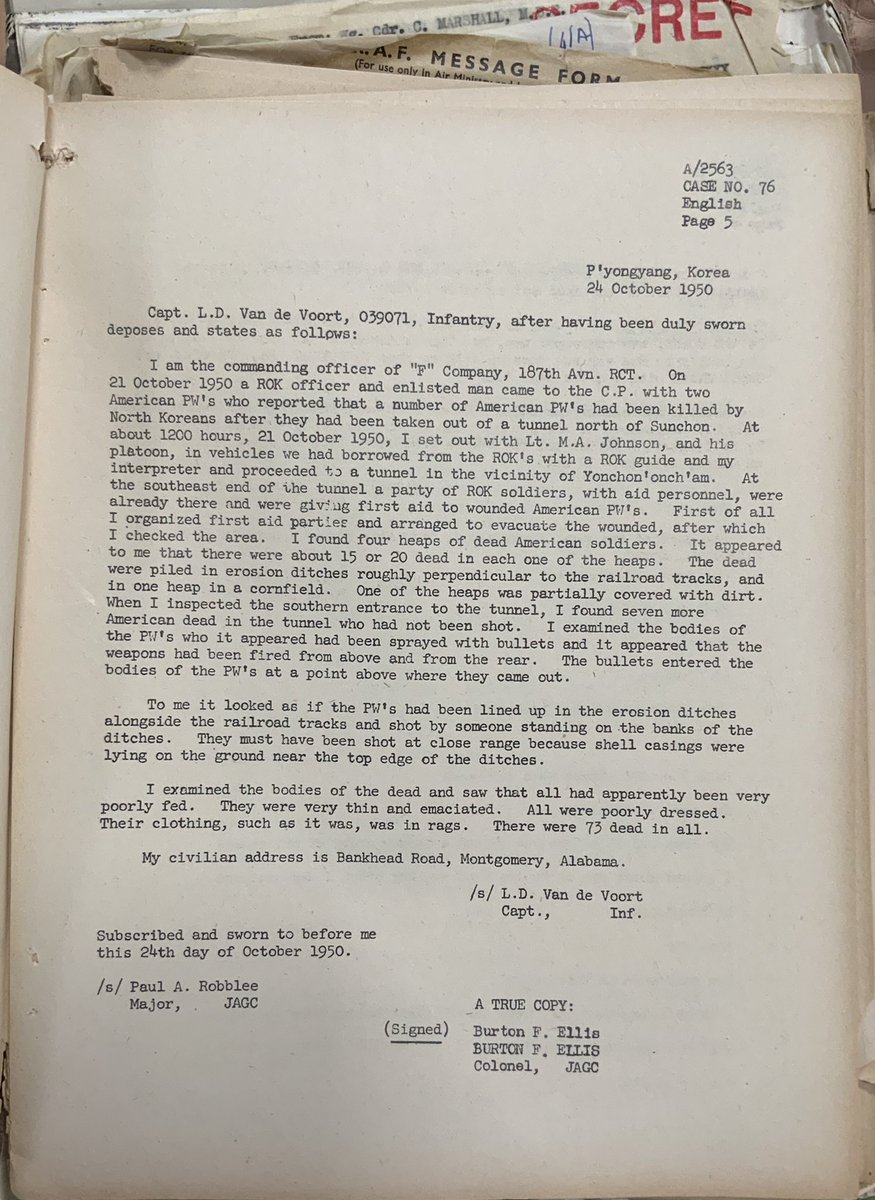 Cdr. C. MARSHALL, M.
SECRET
1(A)
A.F. MESSAGE FORM
(For use only in Air Ministry
A/2563
CASE NO. 76
English
Page 5
P'yongyang, Korea
24 October 1950
Capt. L.D. Van de Voort, O39071, Infantry, after having been duly sworn
deposes and states as follows:
I am the commanding officer of "F" Company, 187th Avn. RCT. On
21 October 1950 a ROK officer and enlisted man came to the C.P. with two
American PW's who reported that a number of American PW's had been killed by
North Koreans after they had been taken out of a tunnel north of Sunchon. At
about 1200 hours, 21 October 1950, I set out with Lt. M.A. Johnson, and his
platoon, in vehicles we had borrowed from the ROK's with a ROK guide and my
interpreter and proceeded to a tunnel in the vicinity of Yonchon'onch'am. At
the southeast end of the tunnel a party of ROK soldiers, with aid personnel, were
already there and were giving first aid to wounded American PW's. First of all
I organized first aid parties and arranged to evacuate the wounded, after which
I checked the area. I found four heaps of dead American soldiers. It appeared
to me that there were about 15 or 20 dead in each one of the heaps. The dead
were piled in erosion ditches roughly perpendicular to the railroad tracks, and
in one heap in a cornfield. One of the heaps was partially covered with dirt.
When I inspected the southern entrance to the tunnel, I found seven more
American dead in the tunnel who had not been shot. I examined the bodies of
the PW's who it appeared had been sprayed with bullets and it appeared that the
weapons had been fired from above and from the rear. The bullets entered the
bodies of the PW's at a point above where they came out.
To me it looked as if the PW's had been lined up in the erosion ditches
alongside the railroad tracks and shot by someone standing on the banks of the
ditches. They must have been shot at close range because shell casings were
lying on the ground near the top edge of the ditches.
I examined the bodies of the dead and saw that all had apparently been very
poorly fed. They were very thin and emaciated. All were poorly dressed.
Their clothing, such as it was, was in rags. There were 73 dead in all.
My civilian address is Bankhead Road, Montgomery, Alabama.
/s/ L.D. Van de Voort
Capt., Inf.
Subscribed and sworn to before me
this 24th day of October 1950.
/s/ Paul A. Robblee
Major, JAGC
A TRUE COPY:
(Signed) Burton F. Ellis
BURTON F. ELLIS
Colonel, JAGC